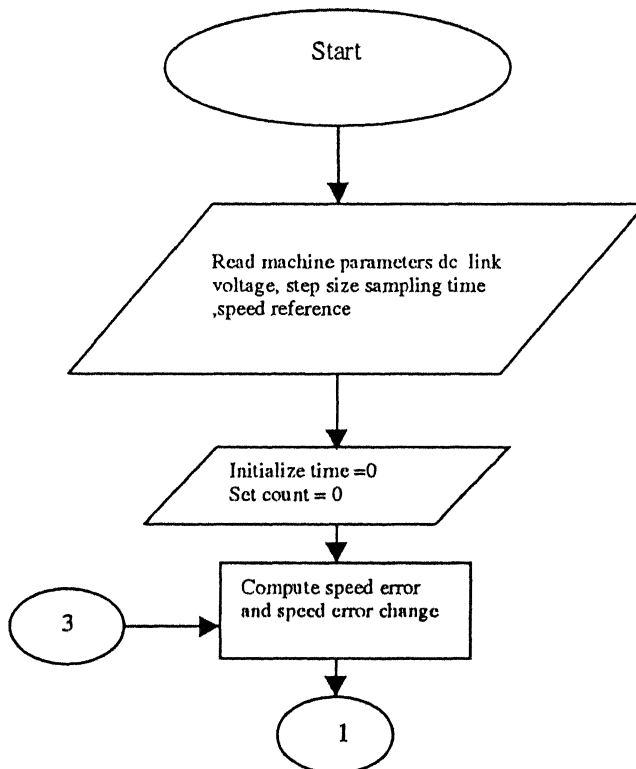 Start
Read machine parameters dc link
voltage, step size sampling time
,speed reference
Initialize time =0
Set count = 0
Compute speed error
and speed error change
3
1